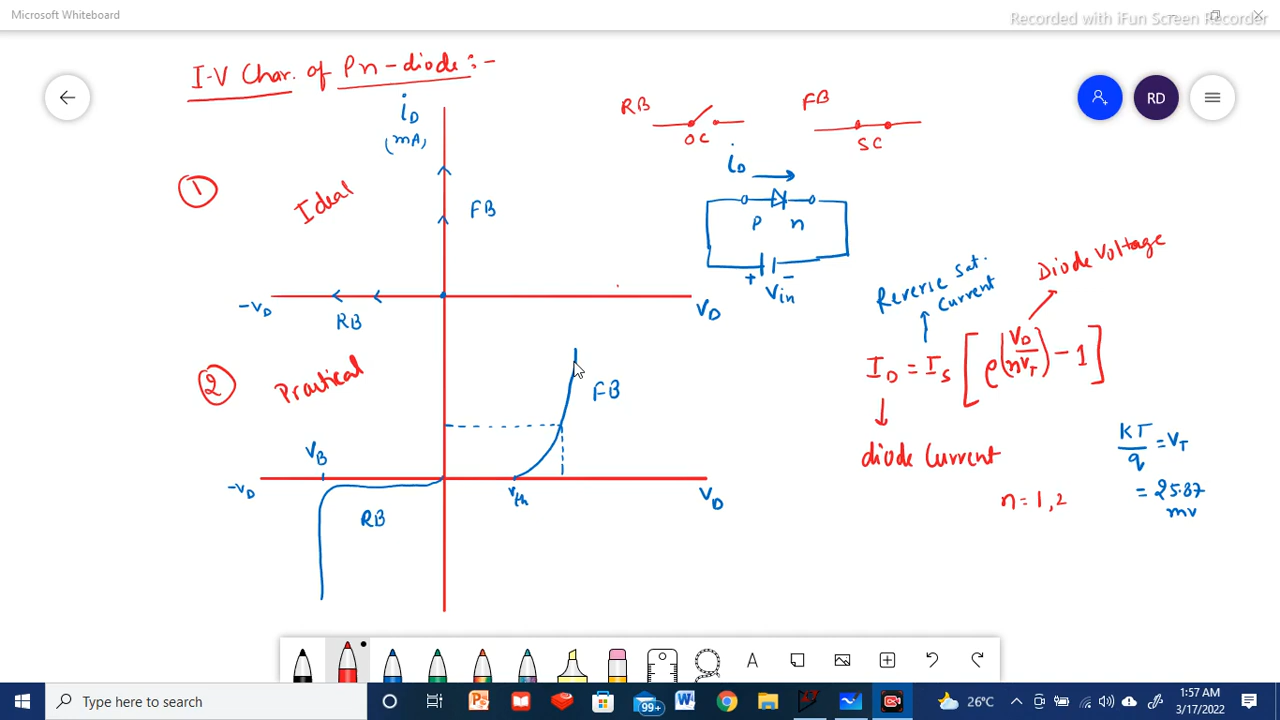 Microsoft Whiteboard
Recorded with iFun Screen Recorder
I-V Char. of Pn-diode:-
RD
iD
(mA)
RB
OC
FB
SC
1
Ideal
FB
iD
P n
+ Vin -
-VD
RB
VD
Reverse Sat.
Current
Diode Voltage
ID = IS [e(VD/nVT) - 1]
diode Current
n = 1, 2
KT/q = VT
= 25.87
mv
2
Practical
FB
VB
-VD
Vth
VD
RB
99+
Type here to search
26°C
1:57 AM
3/17/2022